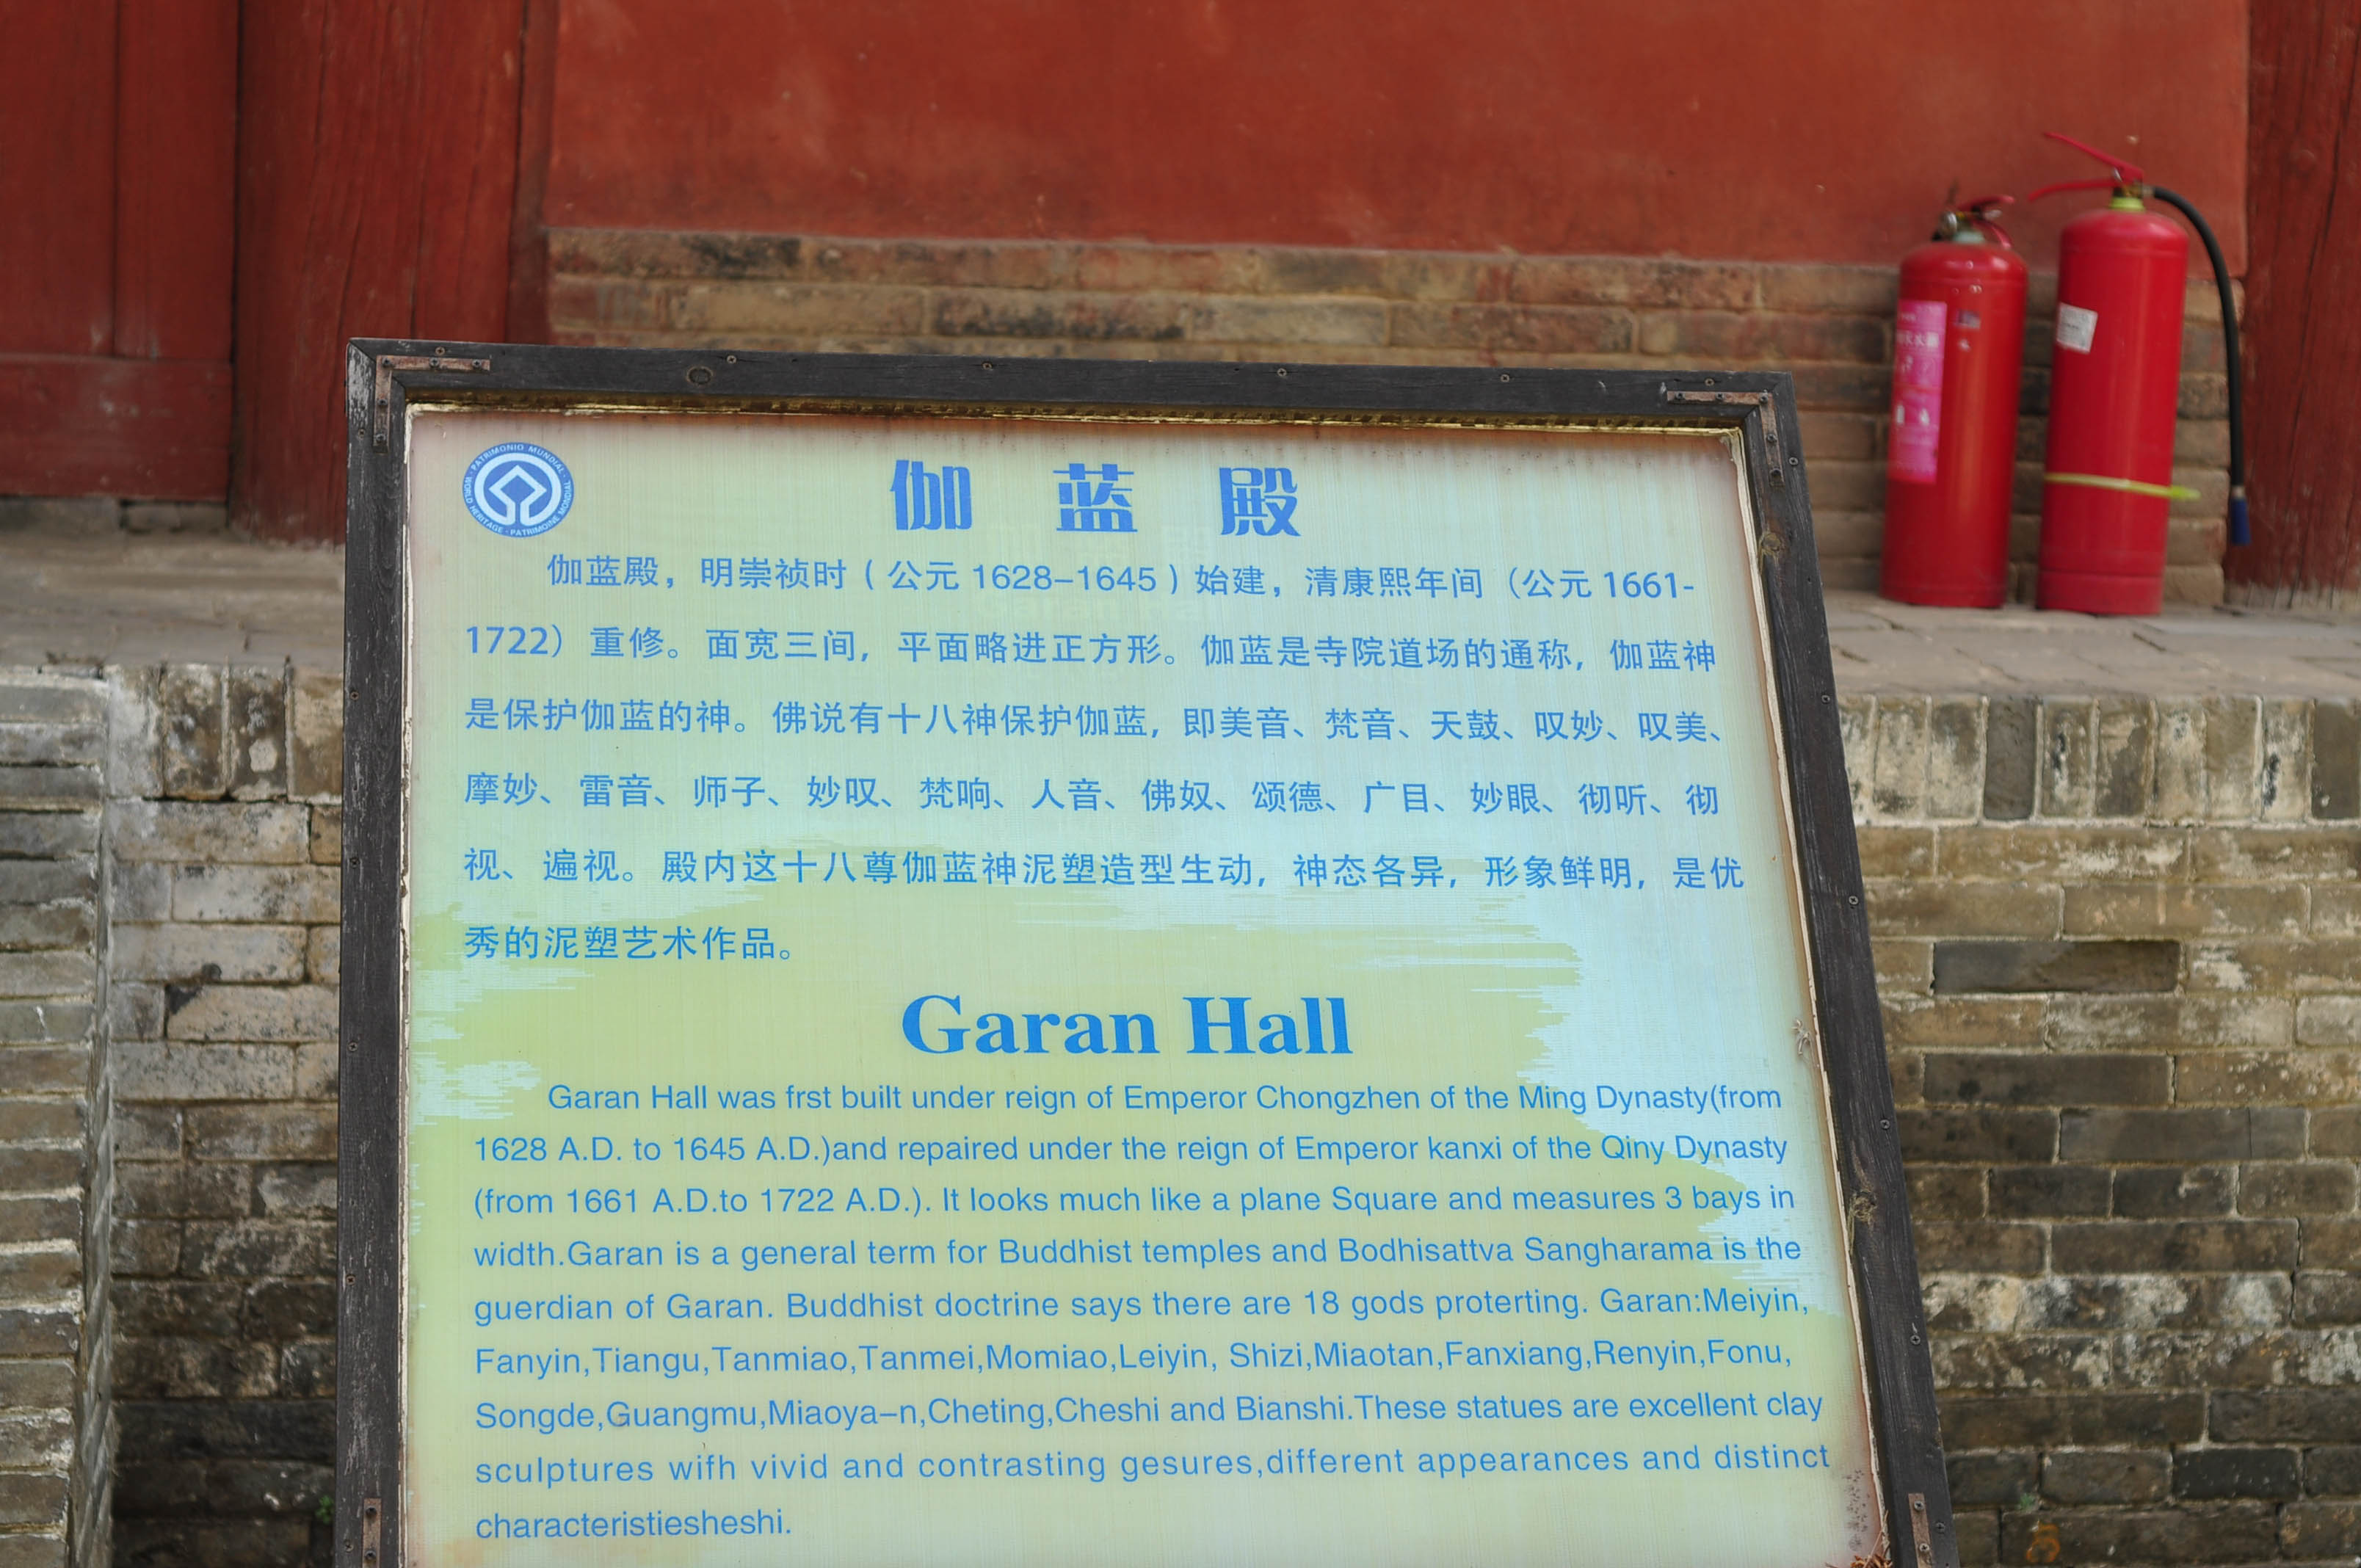 PATRIMONIO MUNDIAL · WORLD HERITAGE · PATRIMOINE MONDIAL
伽 蓝 殿
伽蓝殿，明崇祯时（公元 1628-1645）始建，清康熙年间（公元 1661-
1722）重修。面宽三间，平面略进正方形。伽蓝是寺院道场的通称，伽蓝神
是保护伽蓝的神。佛说有十八神保护伽蓝，即美音、梵音、天鼓、叹妙、叹美、
摩妙、雷音、师子、妙叹、梵响、人音、佛奴、颂德、广目、妙眼、彻听、彻
视、遍视。殿内这十八尊伽蓝神泥塑造型生动，神态各异，形象鲜明，是优
秀的泥塑艺术作品。
Garan Hall
Garan Hall was frst built under reign of Emperor Chongzhen of the Ming Dynasty(from
1628 A.D. to 1645 A.D.)and repaired under the reign of Emperor kanxi of the Qiny Dynasty
(from 1661 A.D.to 1722 A.D.). It looks much like a plane Square and measures 3 bays in
width.Garan is a general term for Buddhist temples and Bodhisattva Sangharama is the
guerdian of Garan. Buddhist doctrine says there are 18 gods proterting. Garan:Meiyin,
Fanyin,Tiangu,Tanmiao,Tanmei,Momiao,Leiyin, Shizi,Miaotan,Fanxiang,Renyin,Fonu,
Songde,Guangmu,Miaoya-n,Cheting,Cheshi and Bianshi.These statues are excellent clay
sculptures wifh vivid and contrasting gesures,different appearances and distinct
characteristiesheshi.